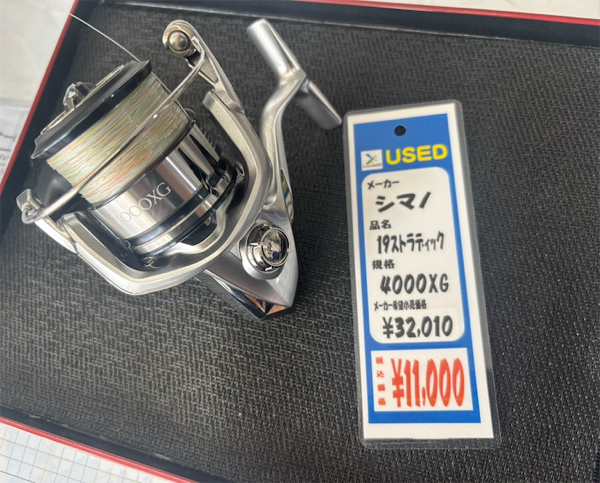 000XG
USED
メーカー
シマノ
品名
19ストラディック
規格
4000XG
メーカー希望小売価格
¥32,010
税込価格
¥11,000